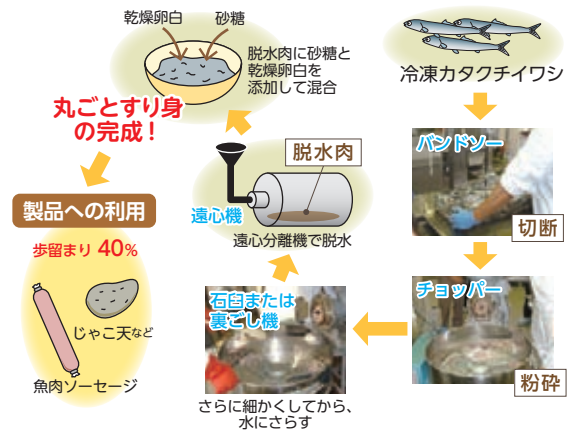 冷凍カタクチイワシ
バンドソー
切断
チョッパー
粉砕
石臼または
裏ごし機
さらに細かくしてから、
水にさらす
脱水肉
遠心機
遠心分離機で脱水
乾燥卵白
砂糖
脱水肉に砂糖と
乾燥卵白を
添加して混合
丸ごとすり身
の完成!
製品への利用
歩留まり 40%
じゃこ天など
魚肉ソーセージ